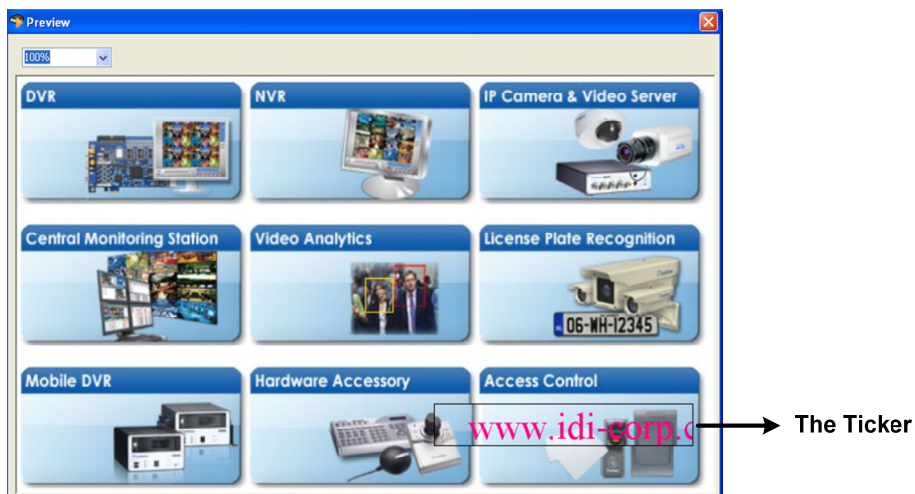 Preview
100%
DVR
NVR
IP Camera & Video Server
Central Monitoring Station
Video Analytics
License Plate Recognition
06-WH-12345
Mobile DVR
Hardware Accessory
Access Control
www.idi-corp.c
The Ticker